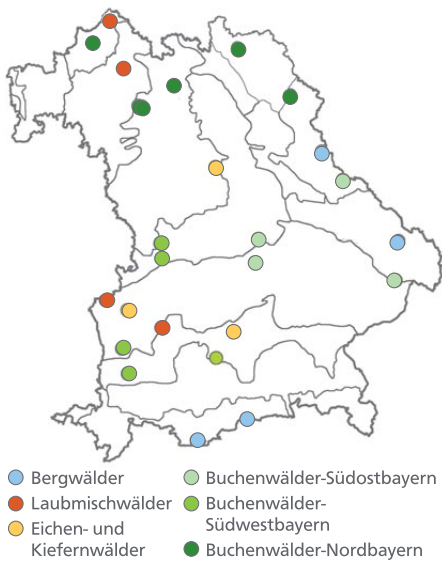 Bergwälder
Laubmischwälder
Eichen- und
Kiefernwälder
Buchenwälder-Südostbayern
Buchenwälder-
Südwestbayern
Buchenwälder-Nordbayern